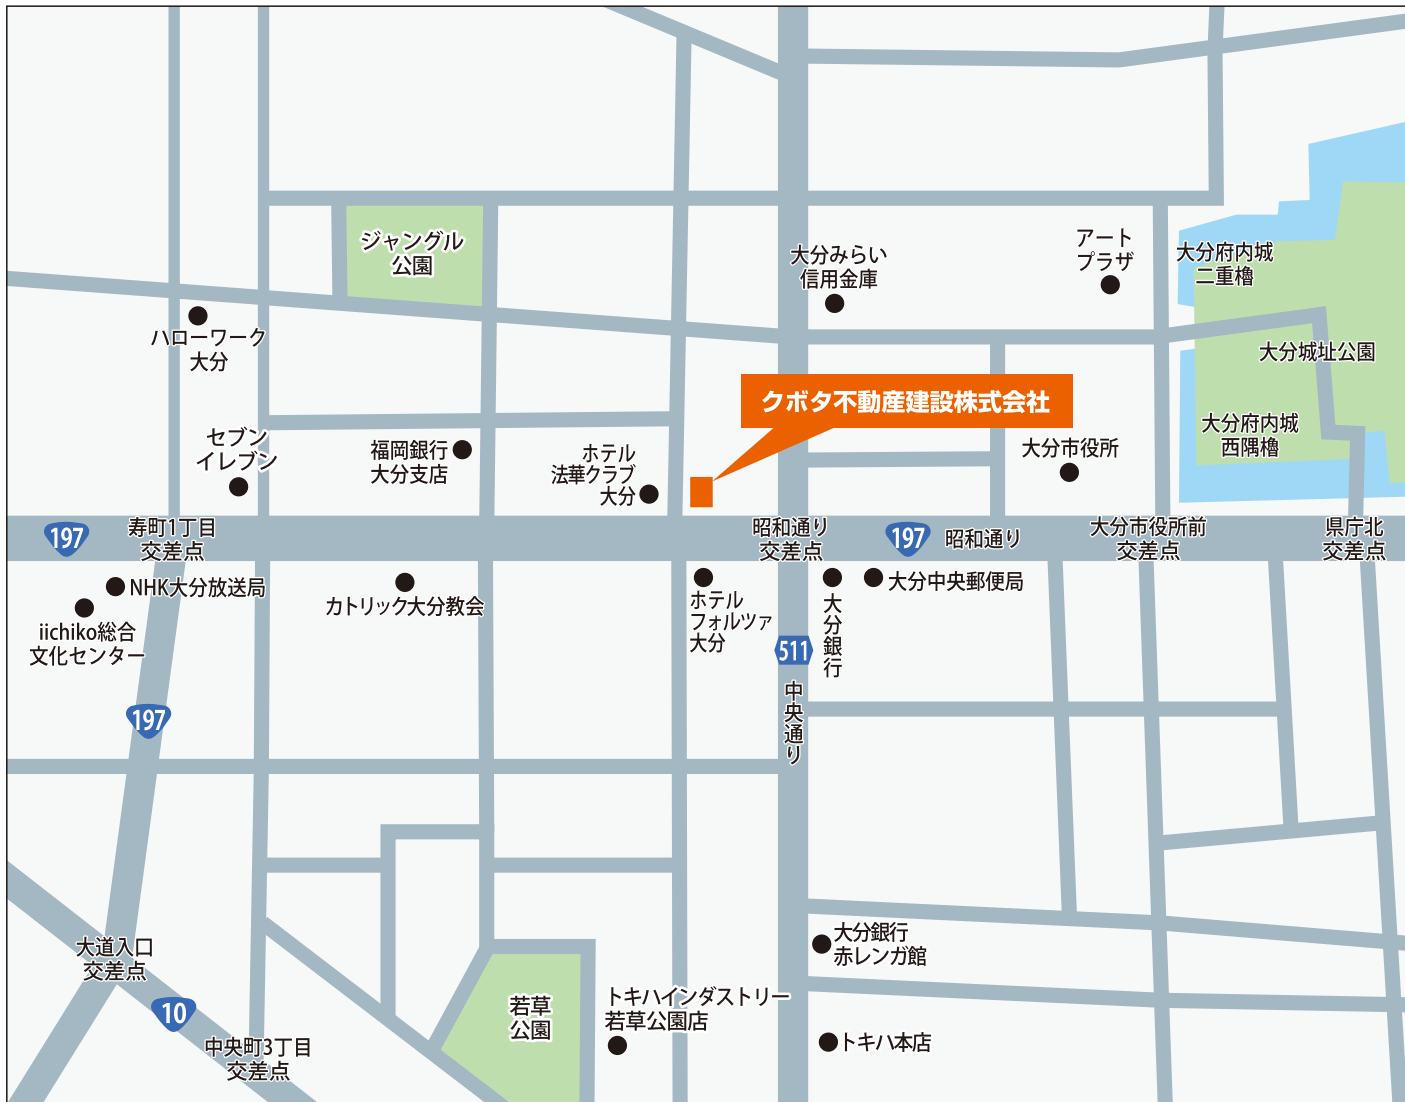 ジャングル
公園
大分みらい
信用金庫
アート
プラザ
大分府内城
二重櫓
ハローワーク
大分
大分城址公園
クボタ不動産建設株式会社
セブン
イレブン
福岡銀行
大分支店
ホテル
法華クラブ
大分
大分市役所
大分府内城
西隅櫓
197
寿町1丁目
交差点
昭和通り
交差点
197
昭和通り
大分市役所前
交差点
県庁北
交差点
NHK大分放送局
iichiko総合
文化センター
カトリック大分教会
ホテル
フォルツァ
大分
大分銀行
大分中央郵便局
511
中央通り
197
大道入口
交差点
10
中央町3丁目
交差点
若草
公園
トキハインダストリー
若草公園店
大分銀行
赤レンガ館
トキハ本店